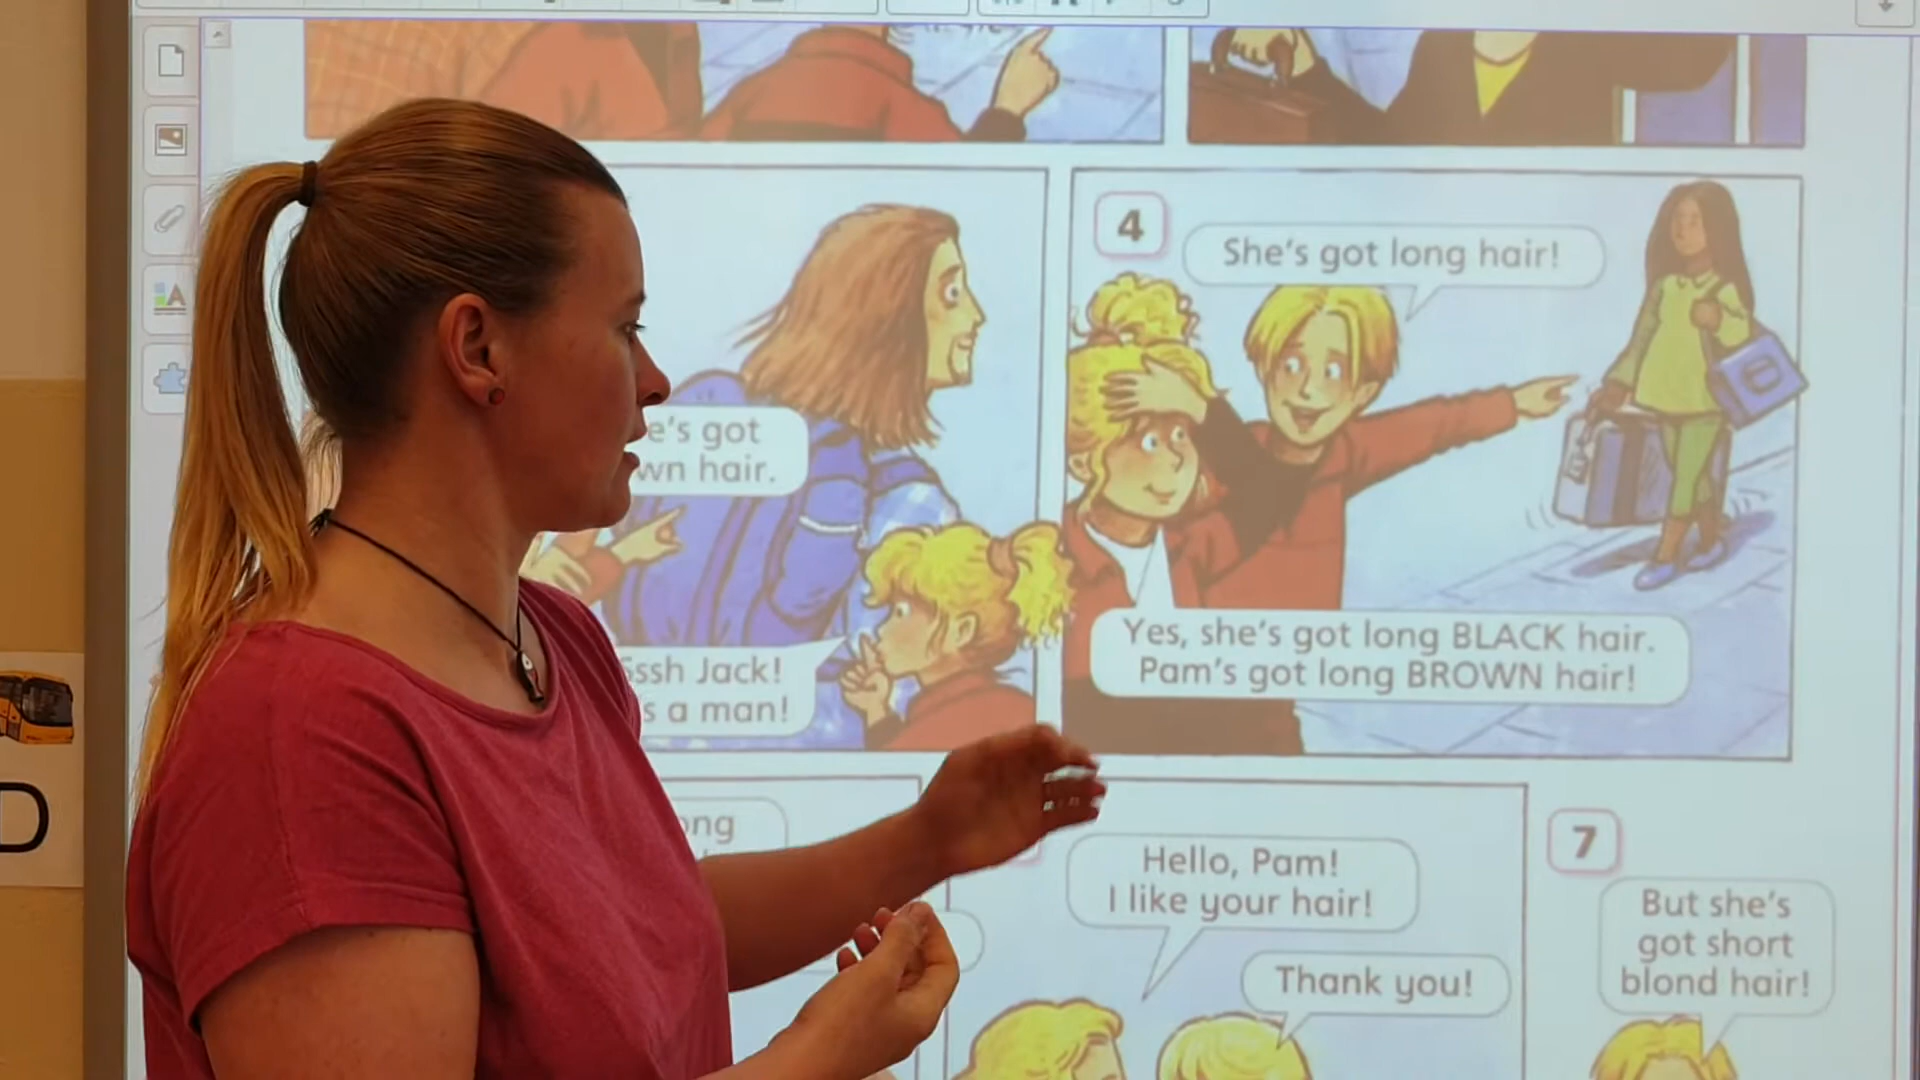 4
She's got long hair!
e's got
wn hair.
Sssh Jack!
s a man!
Yes, she's got long BLACK hair.
Pam's got long BROWN hair!
ong
Hello, Pam!
I like your hair!
Thank you!
7
But she's
got short
blond hair!
D